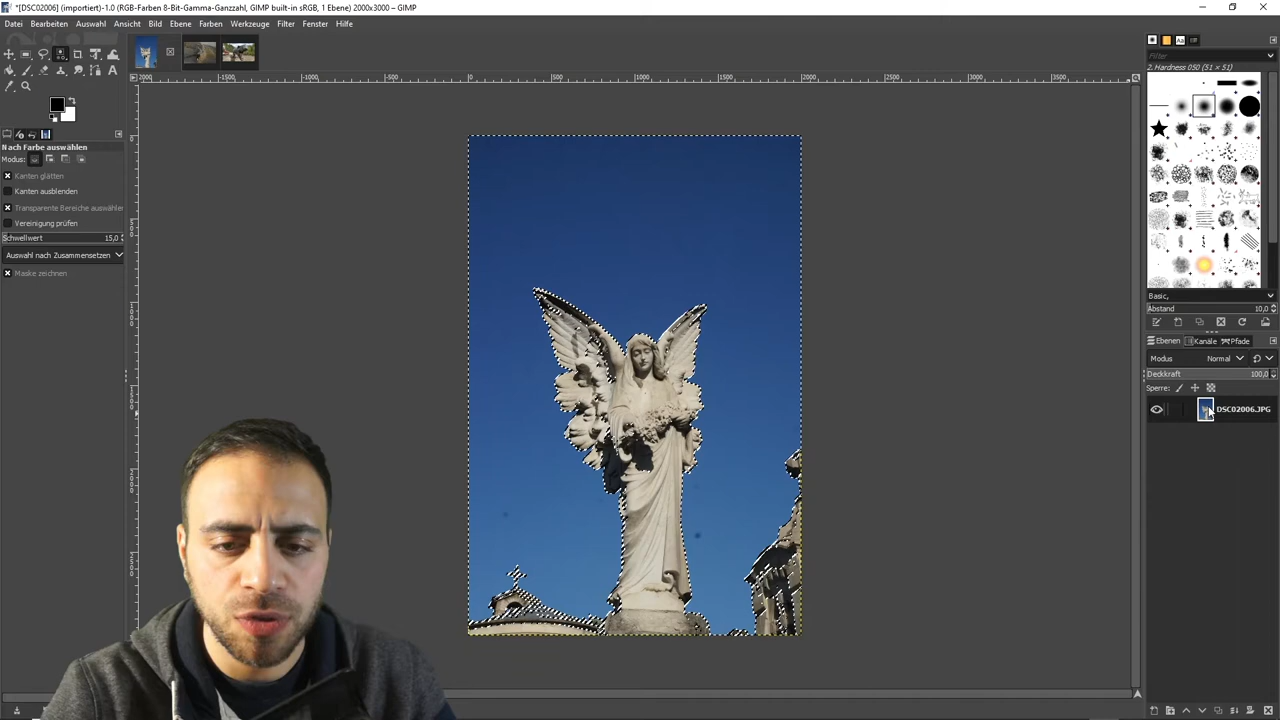 *[DSC02006] (importiert)-1.0 (RGB-Farben 8-Bit-Gamma-Ganzzahl, GIMP built-in sRGB, 1 Ebene) 2000x3000 – GIMP
Datei Bearbeiten Auswahl Ansicht Bild Ebene Farben Werkzeuge Filter Fenster Hilfe
Filter
2. Hardness 050 (51 × 51)
Nach Farbe auswählen
Modus:
Kanten glätten
Kanten ausblenden
Transparente Bereiche auswählen
Vereinigung prüfen
Schwellwert 15,0
Auswahl nach Zusammensetzen
Maske zeichnen
Basic,
Abstand 10,0
Ebenen Kanäle Pfade
Modus Normal
Deckkraft 100,0
Sperre:
DSC02006.JPG